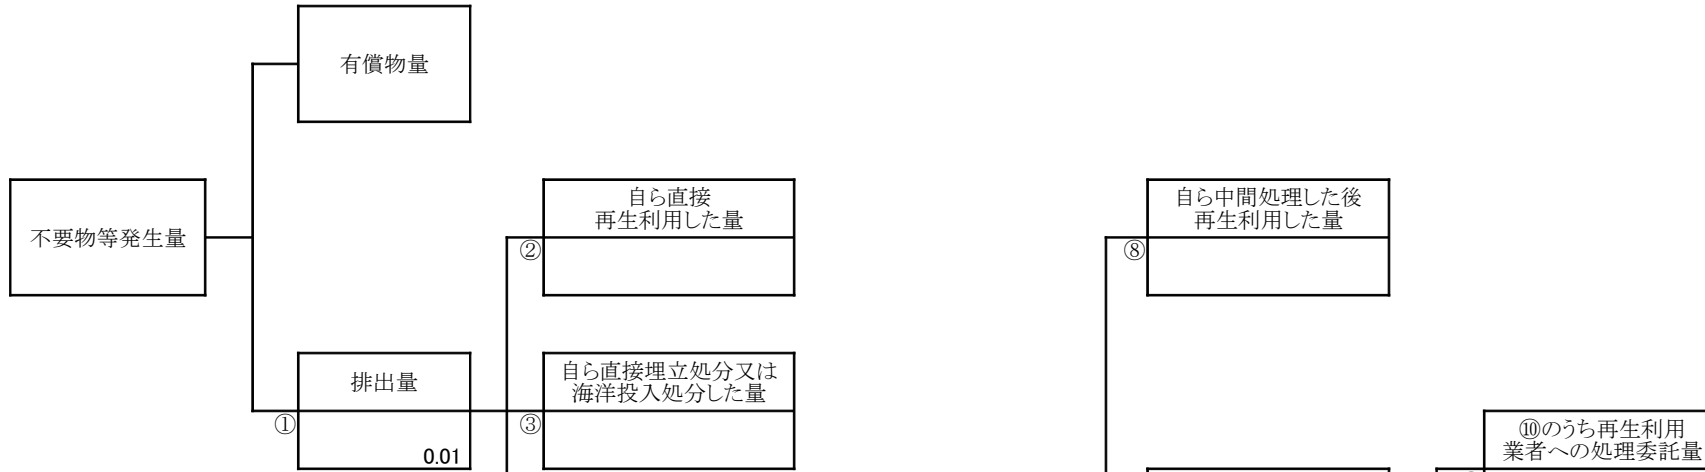 有償物量
不要物等発生量
自ら直接
再生利用した量
②
自ら中間処理した後
再生利用した量
⑧
排出量
①
0.01
自ら直接埋立処分又は
海洋投入処分した量
③
⑩のうち再生利用
業者への処理委託量